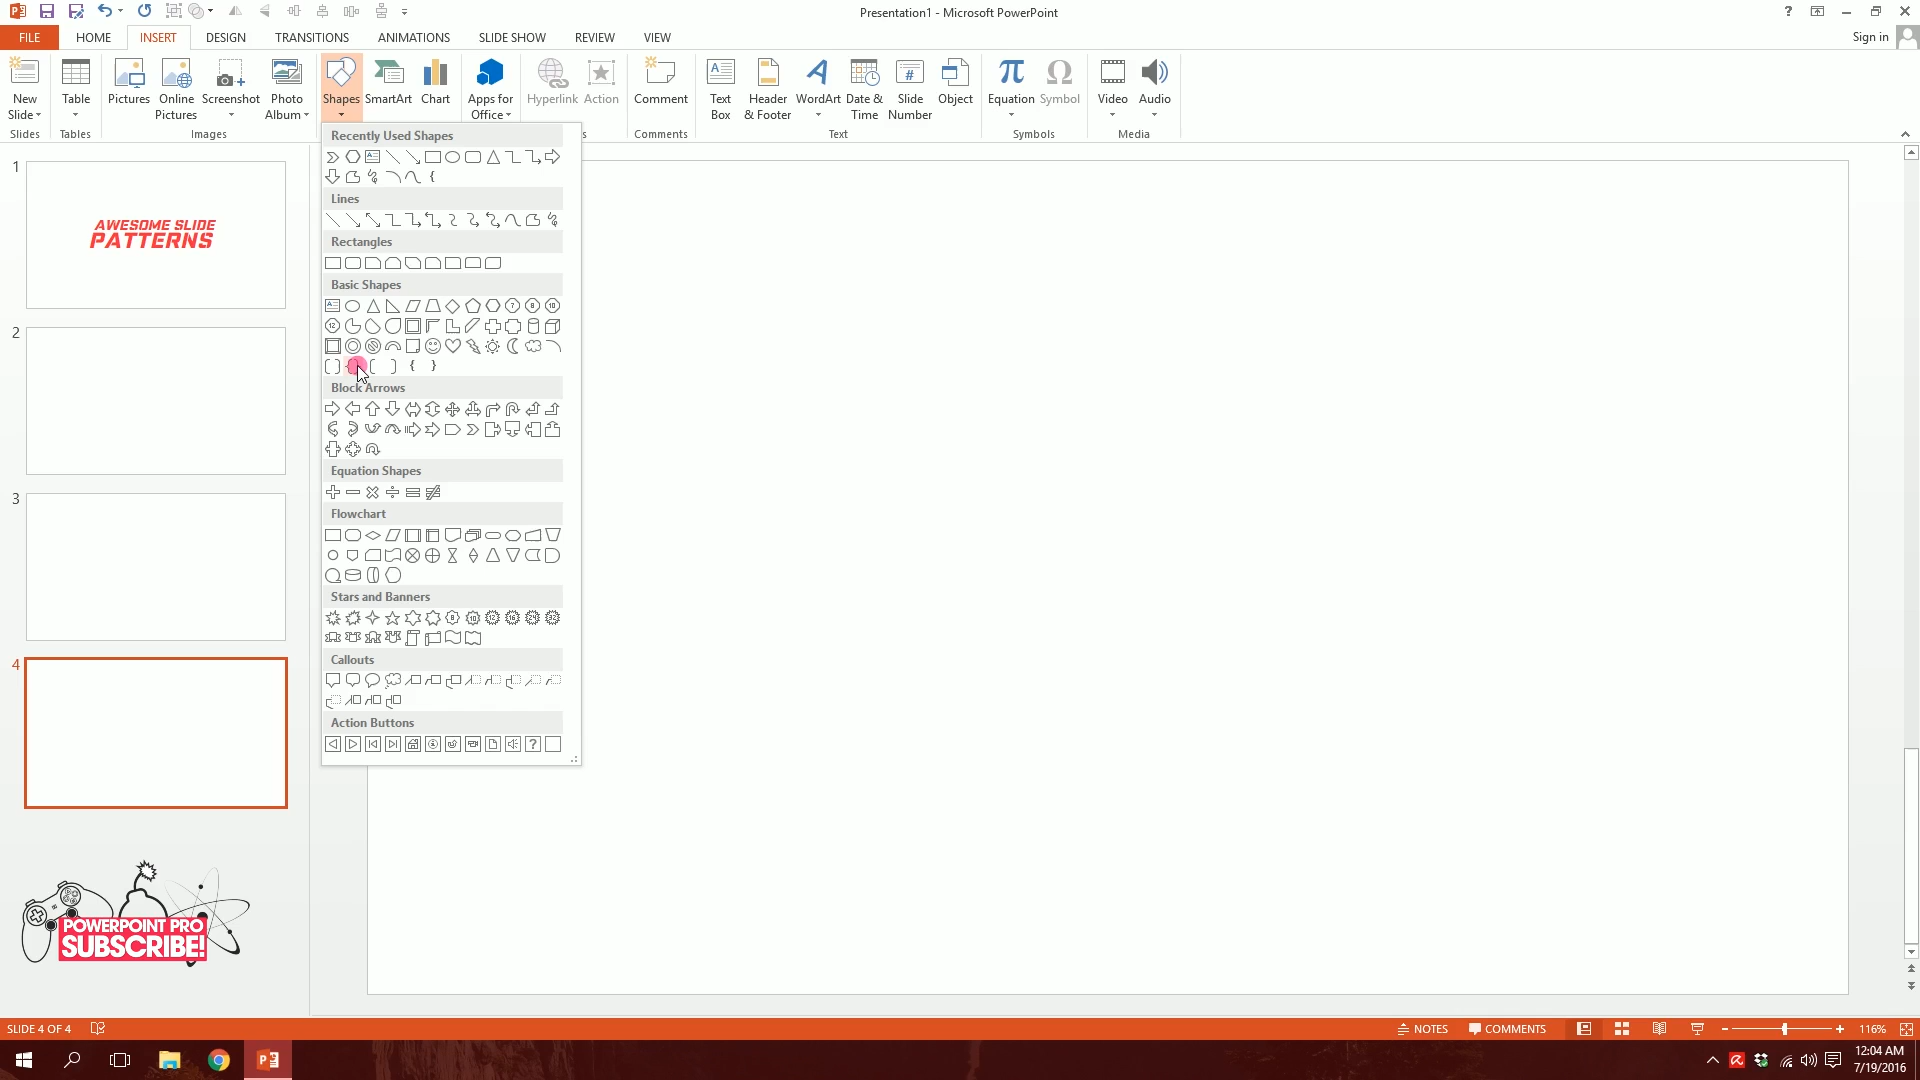 Presentation1 - Microsoft PowerPoint
FILE HOME INSERT DESIGN TRANSITIONS ANIMATIONS SLIDE SHOW REVIEW VIEW
Sign in
New Slide
Table
Pictures
Online Pictures
Screenshot
Photo Album
Shapes
SmartArt
Chart
Apps for Office
Hyperlink
Action
Comment
Text Box
Header & Footer
WordArt
Date & Time
Slide Number
Object
Equation
Symbol
Video
Audio
Slides Tables Images s Comments Text Symbols Media
Recently Used Shapes
Lines
Rectangles
Basic Shapes
Block Arrows
Equation Shapes
Flowchart
Stars and Banners
Callouts
Action Buttons
1
AWESOME SLIDE
PATTERNS
2
3
4
POWERPOINT PRO
SUBSCRIBE!
SLIDE 4 OF 4
NOTES COMMENTS 116%
12:04 AM
7/19/2016